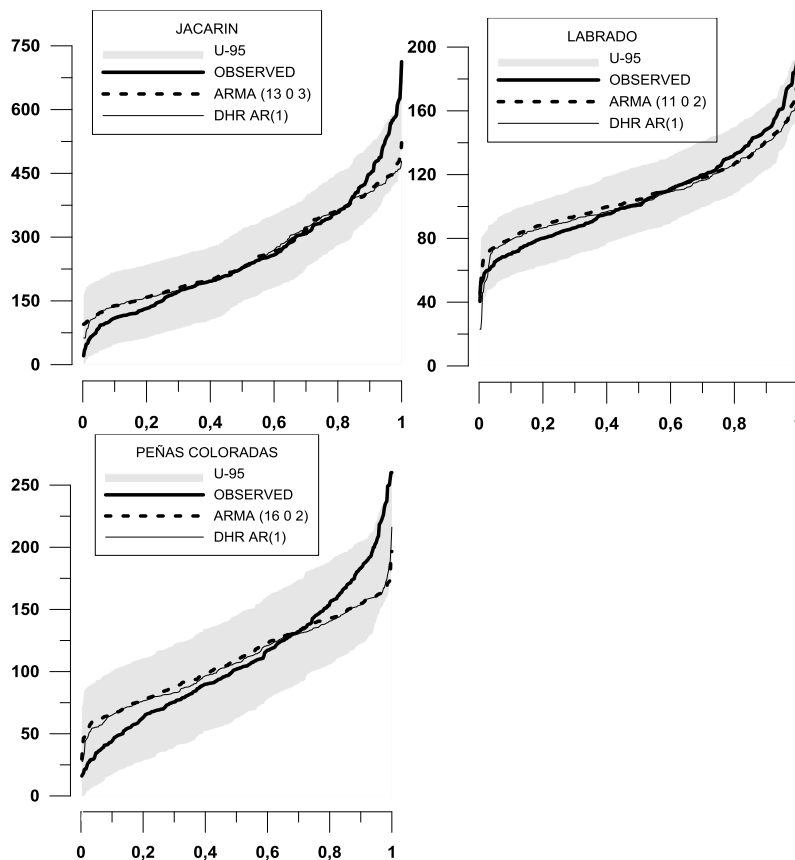 JACARIN
U-95
OBSERVED
ARMA (13 0 3)
DHR AR(1)
750
600
450
300
150
0
0 0,2 0,4 0,6 0,8 1
LABRADO
U-95
OBSERVED
ARMA (11 0 2)
DHR AR(1)
200
160
120
80
40
0
0 0,2 0,4 0,6 0,8 1
PEÑAS COLORADAS
U-95
OBSERVED
ARMA (16 0 2)
DHR AR(1)
250
200
150
100
50
0
0 0,2 0,4 0,6 0,8 1